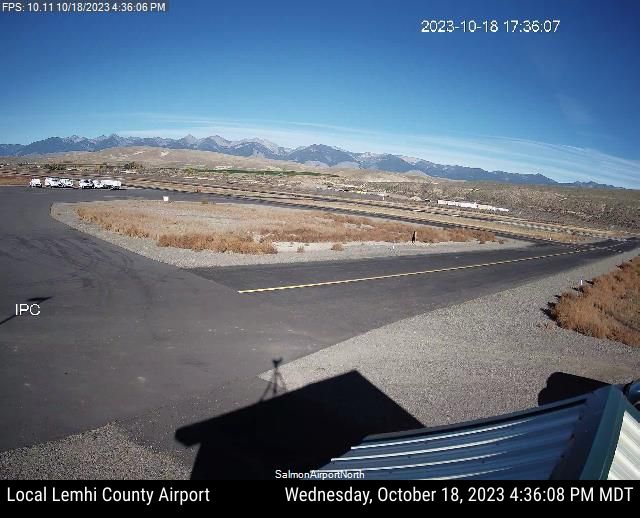 FPS: 10.11 10/18/2023 4:36:06 PM MDT
2023-10-18 17:36:07
IPC
SalmonAirportNorth
Local Lemhi County Airport
Wednesday, October 18, 2023 4:36:08 PM MDT